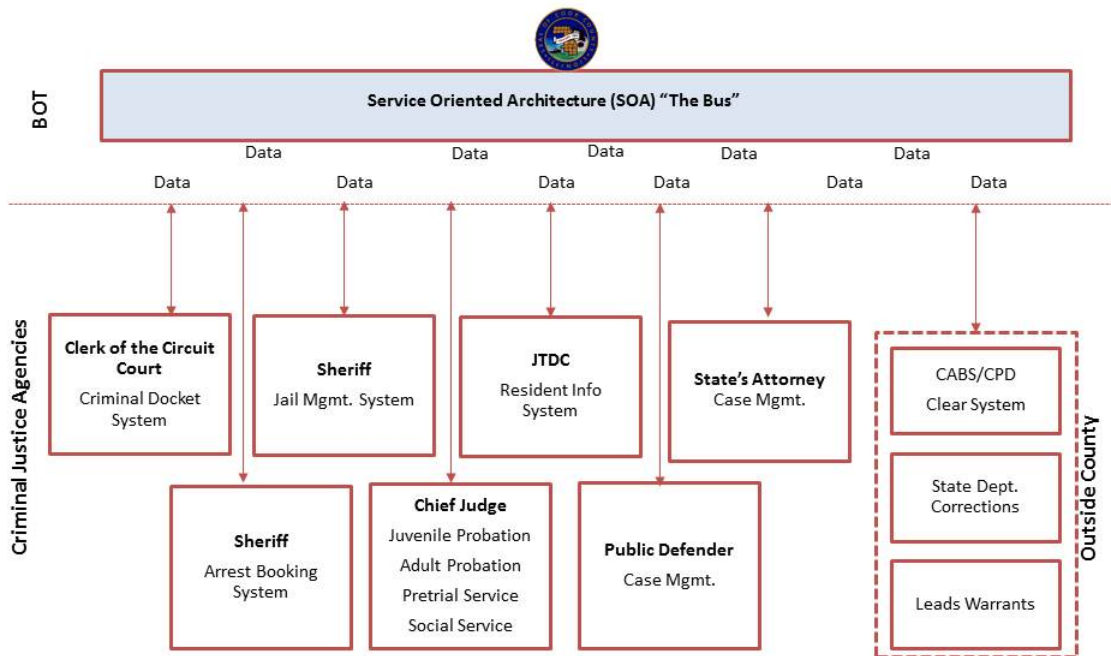 BOT
Service Oriented Architecture (SOA) “The Bus”
Data Data Data Data Data
Data Data Data Data Data Data
Criminal Justice Agencies
Clerk of the Circuit
Court
Criminal Docket
System
Sheriff
Jail Mgmt. System
JTDC
Resident Info
System
State’s Attorney
Case Mgmt.
CABS/CPD
Clear System
State Dept.
Corrections
Leads Warrants
Outside County
Sheriff
Arrest Booking
System
Chief Judge
Juvenile Probation
Adult Probation
Pretrial Service
Social Service
Public Defender
Case Mgmt.